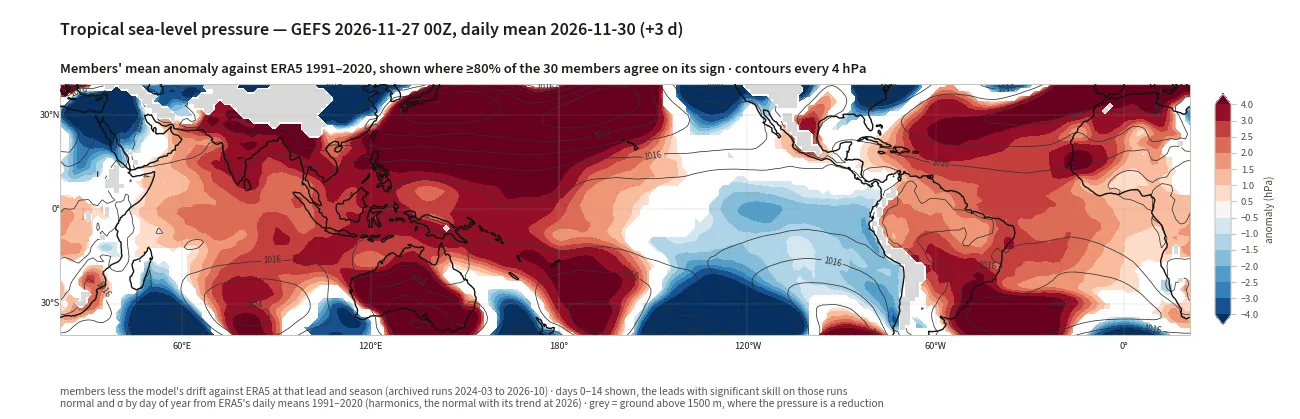 Tropical sea-level pressure — GEFS 2026-11-27 00Z, daily mean 2026-11-30 (+3 d)
Members' mean anomaly against ERA5 1991–2020, shown where ≥80% of the 30 members agree on its sign · contours every 4 hPa
30°N
0°
30°S
60°E
120°E
180°
120°W
60°W
0°
1016
1016
1016
1016
1016
1016
4.0
3.0
2.5
2.0
1.5
1.0
0.5
−0.5
−1.0
−1.5
−2.0
−2.5
−3.0
−4.0
anomaly (hPa)
members less the model's drift against ERA5 at that lead and season (archived runs 2024-03 to 2026-10) · days 0–14 shown, the leads with significant skill on those runs
normal and σ by day of year from ERA5's daily means 1991–2020 (harmonics, the normal with its trend at 2026) · grey = ground above 1500 m, where the pressure is a reduction